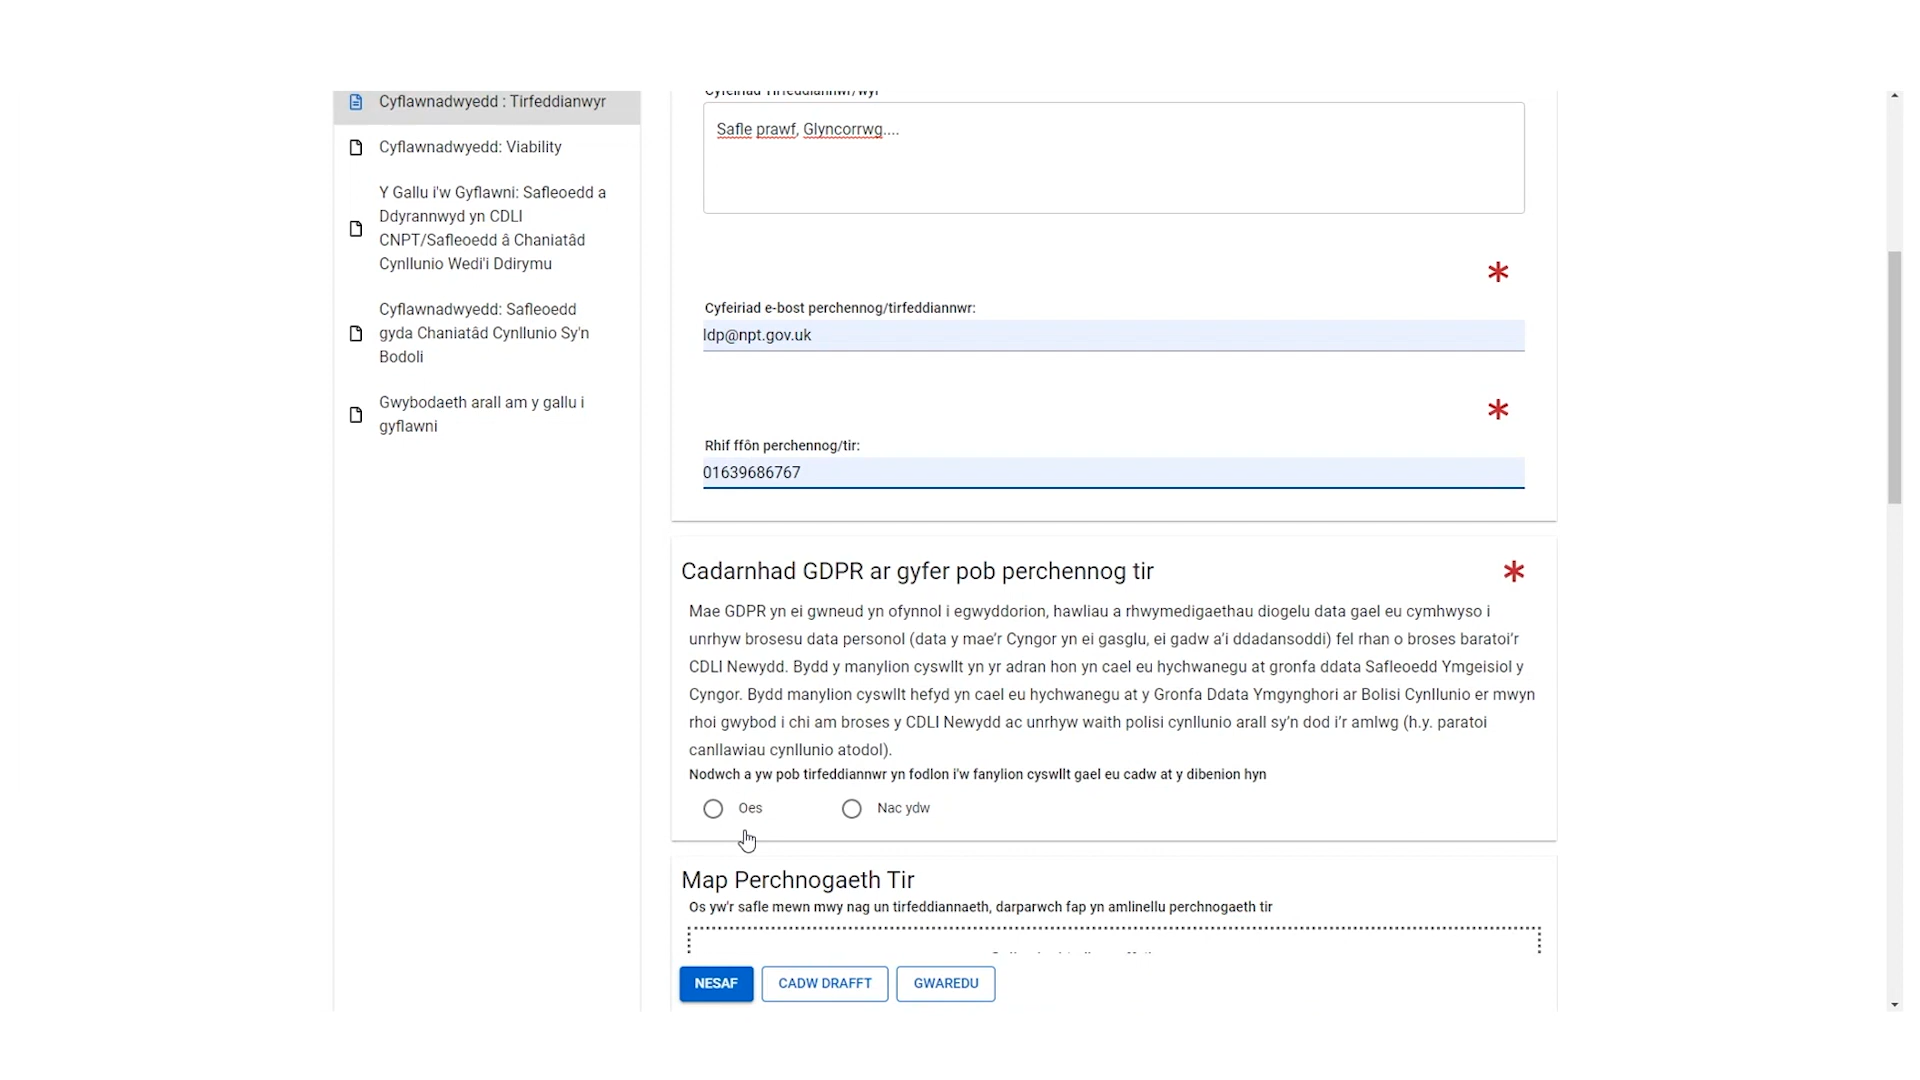 Cyflawnadwyedd : Tirfeddianwyr
Cyflawnadwyedd: Viability
Y Gallu i'w Gyflawni: Safleoedd a
Ddyrannwyd yn CDLI
CNPT/Safleoedd â Chaniatâd
Cynllunio Wedi'i Ddirymu
Cyflawnadwyedd: Safleoedd
gyda Chaniatâd Cynllunio Sy'n
Bodoli
Gwybodaeth arall am y gallu i
gyflawni
Cyfeiriad Tirfeddiannwr/wyr
Safle prawf, Glyncorrwg....
*
Cyfeiriad e-bost perchennog/tirfeddiannwr:
ldp@npt.gov.uk
*
Rhif ffôn perchennog/tir:
01639686767
Cadarnhad GDPR ar gyfer pob perchennog tir *
Mae GDPR yn ei gwneud yn ofynnol i egwyddorion, hawliau a rhwymedigaethau diogelu data gael eu cymhwyso i
unrhyw brosesu data personol (data y mae’r Cyngor yn ei gasglu, ei gadw a’i ddadansoddi) fel rhan o broses baratoi’r
CDLI Newydd. Bydd y manylion cyswllt yn yr adran hon yn cael eu hychwanegu at gronfa ddata Safleoedd Ymgeisiol y
Cyngor. Bydd manylion cyswllt hefyd yn cael eu hychwanegu at y Gronfa Ddata Ymgynghori ar Bolisi Cynllunio er mwyn
rhoi gwybod i chi am broses y CDLI Newydd ac unrhyw waith polisi cynllunio arall sy’n dod i’r amlwg (h.y. paratoi
canllawiau cynllunio atodol).
Nodwch a yw pob tirfeddiannwr yn fodlon i'w fanylion cyswllt gael eu cadw at y dibenion hyn
Oes Nac ydw
Map Perchnogaeth Tir
Os yw'r safle mewn mwy nag un tirfeddiannaeth, darparwch fap yn amlinellu perchnogaeth tir
NESAF CADW DRAFFT GWAREDU